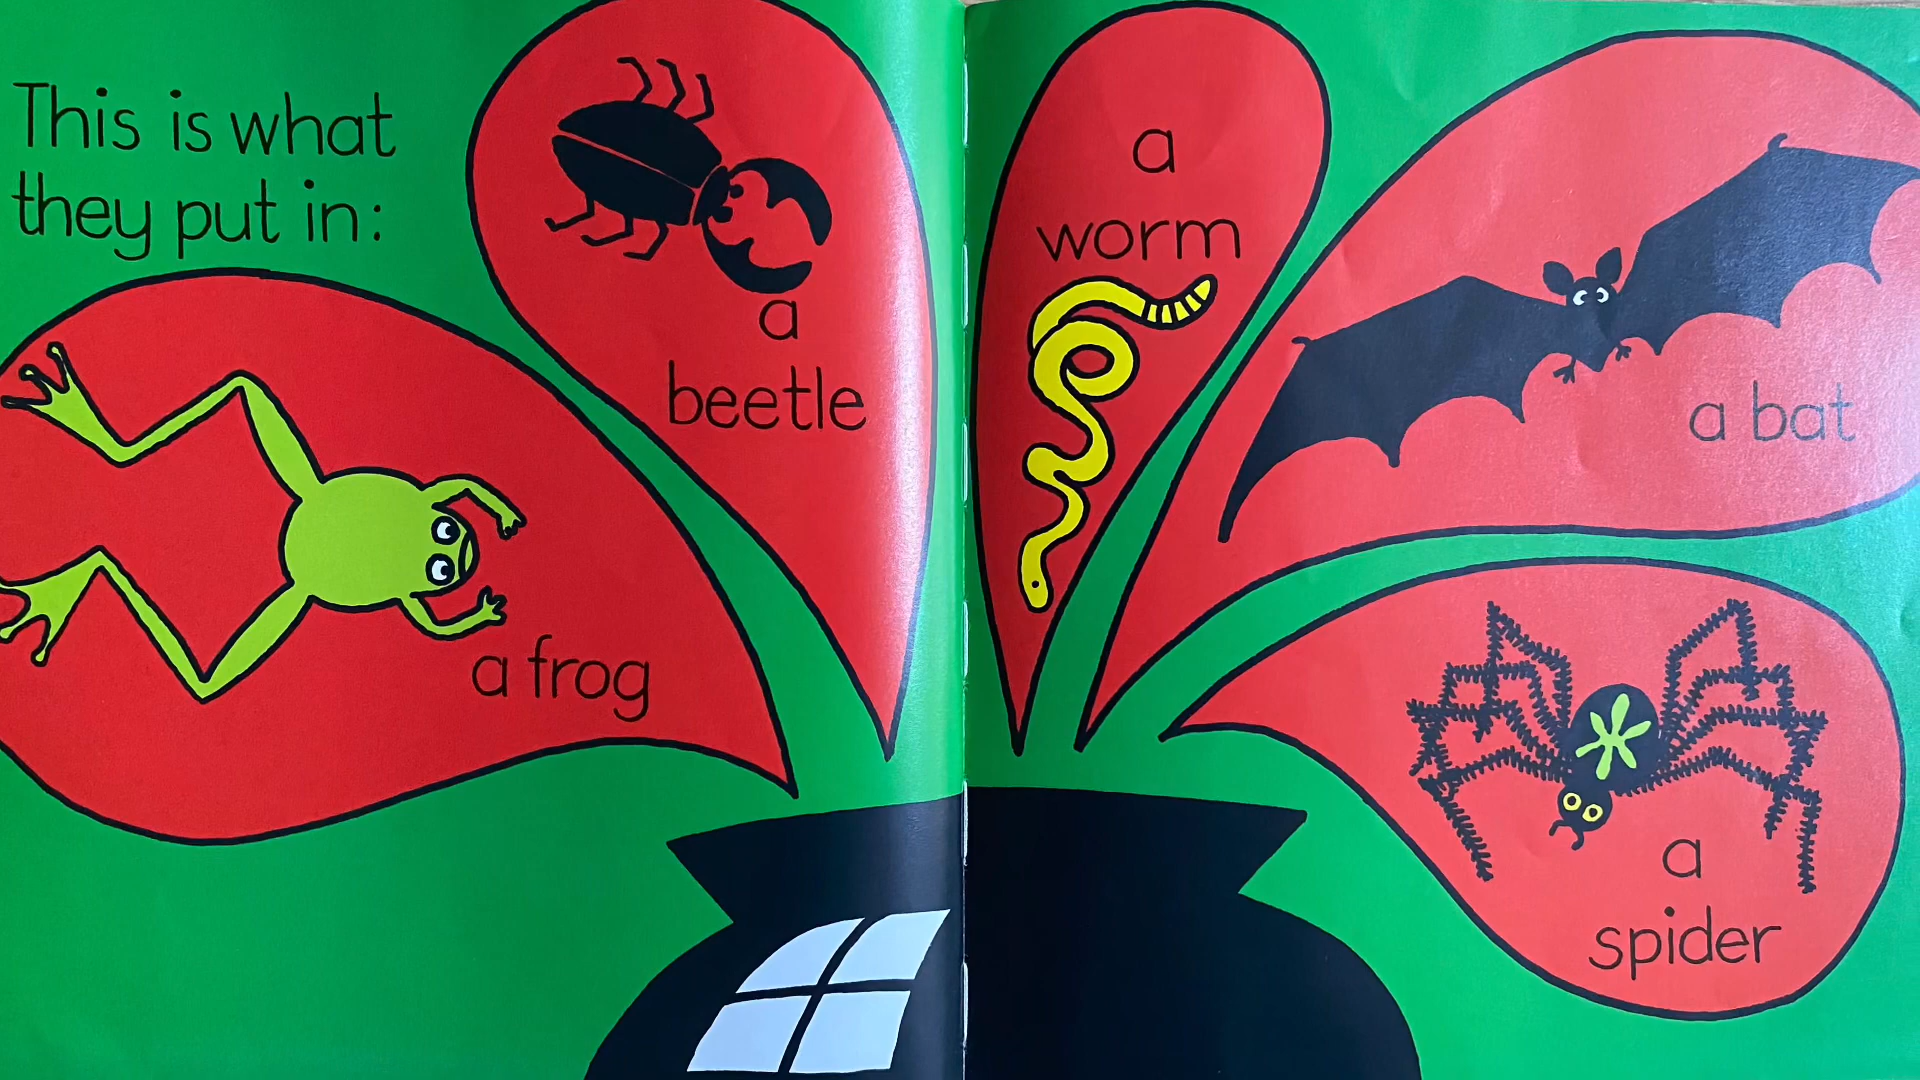 This is what
they put in:
a frog
a
beetle
a
worm
a bat
a
spider